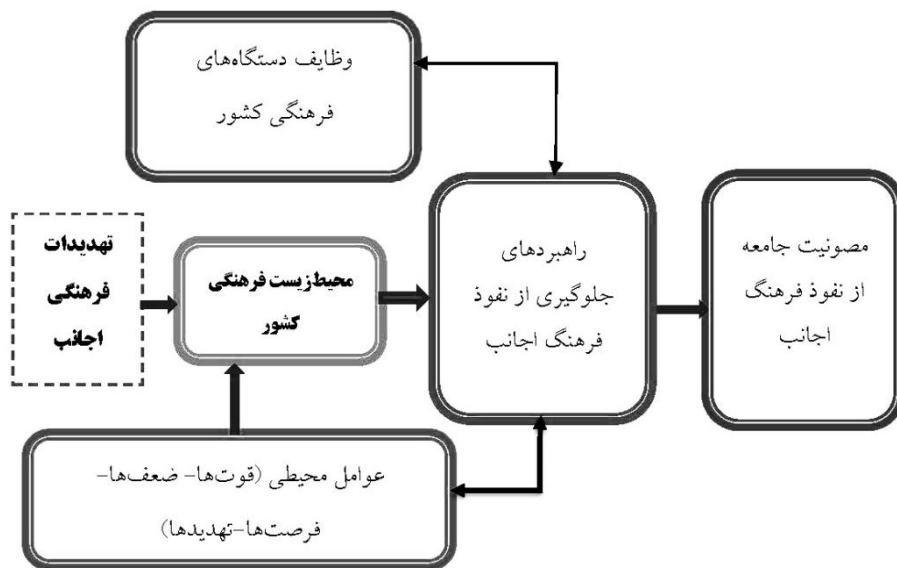 وظایف دستگاه‌های
فرهنگی کشور
تهدیدات
فرهنگی
اجانب
محیط زیست فرهنگی
کشور
راهبردهای
جلوگیری از نفوذ
فرهنگ اجانب
مصونیت جامعه
از نفوذ فرهنگ
اجانب
عوامل محیطی (قوت‌ها- ضعف‌ها-
فرصت‌ها-تهدیدها)